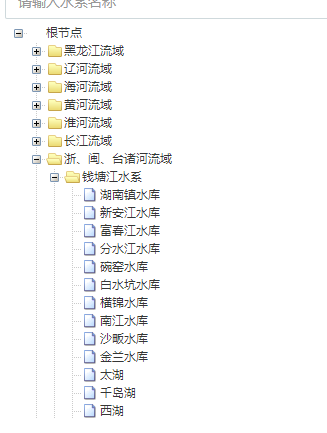 请输入水系名称
根节点
黑龙江流域
辽河流域
海河流域
黄河流域
淮河流域
长江流域
浙、闽、台诸河流域
钱塘江水系
湖南镇水库
新安江水库
富春江水库
分水江水库
碗窑水库
白水坑水库
横锦水库
南江水库
沙畈水库
金兰水库
太湖
千岛湖
西湖